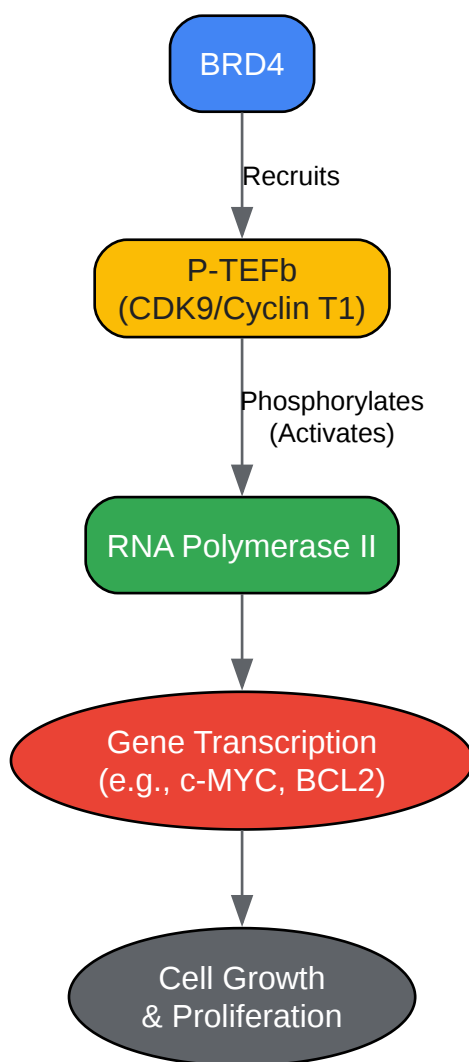 BRD4
Recruits
P-TEFb
(CDK9/Cyclin T1)
Phosphorylates
(Activates)
RNA Polymerase II
Gene Transcription
(e.g., c-MYC, BCL2)
Cell Growth
& Proliferation